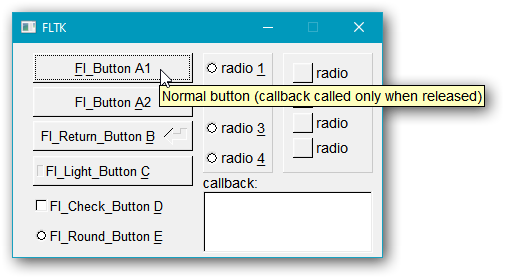 FLTK
Fl_Button A1
Fl_Button A2
Fl_Return_Button B
Fl_Light_Button C
Fl_Check_Button D
Fl_Round_Button E
radio 1
radio 3
radio 4
radio
Normal button (callback called only when released)
radio
radio
callback: